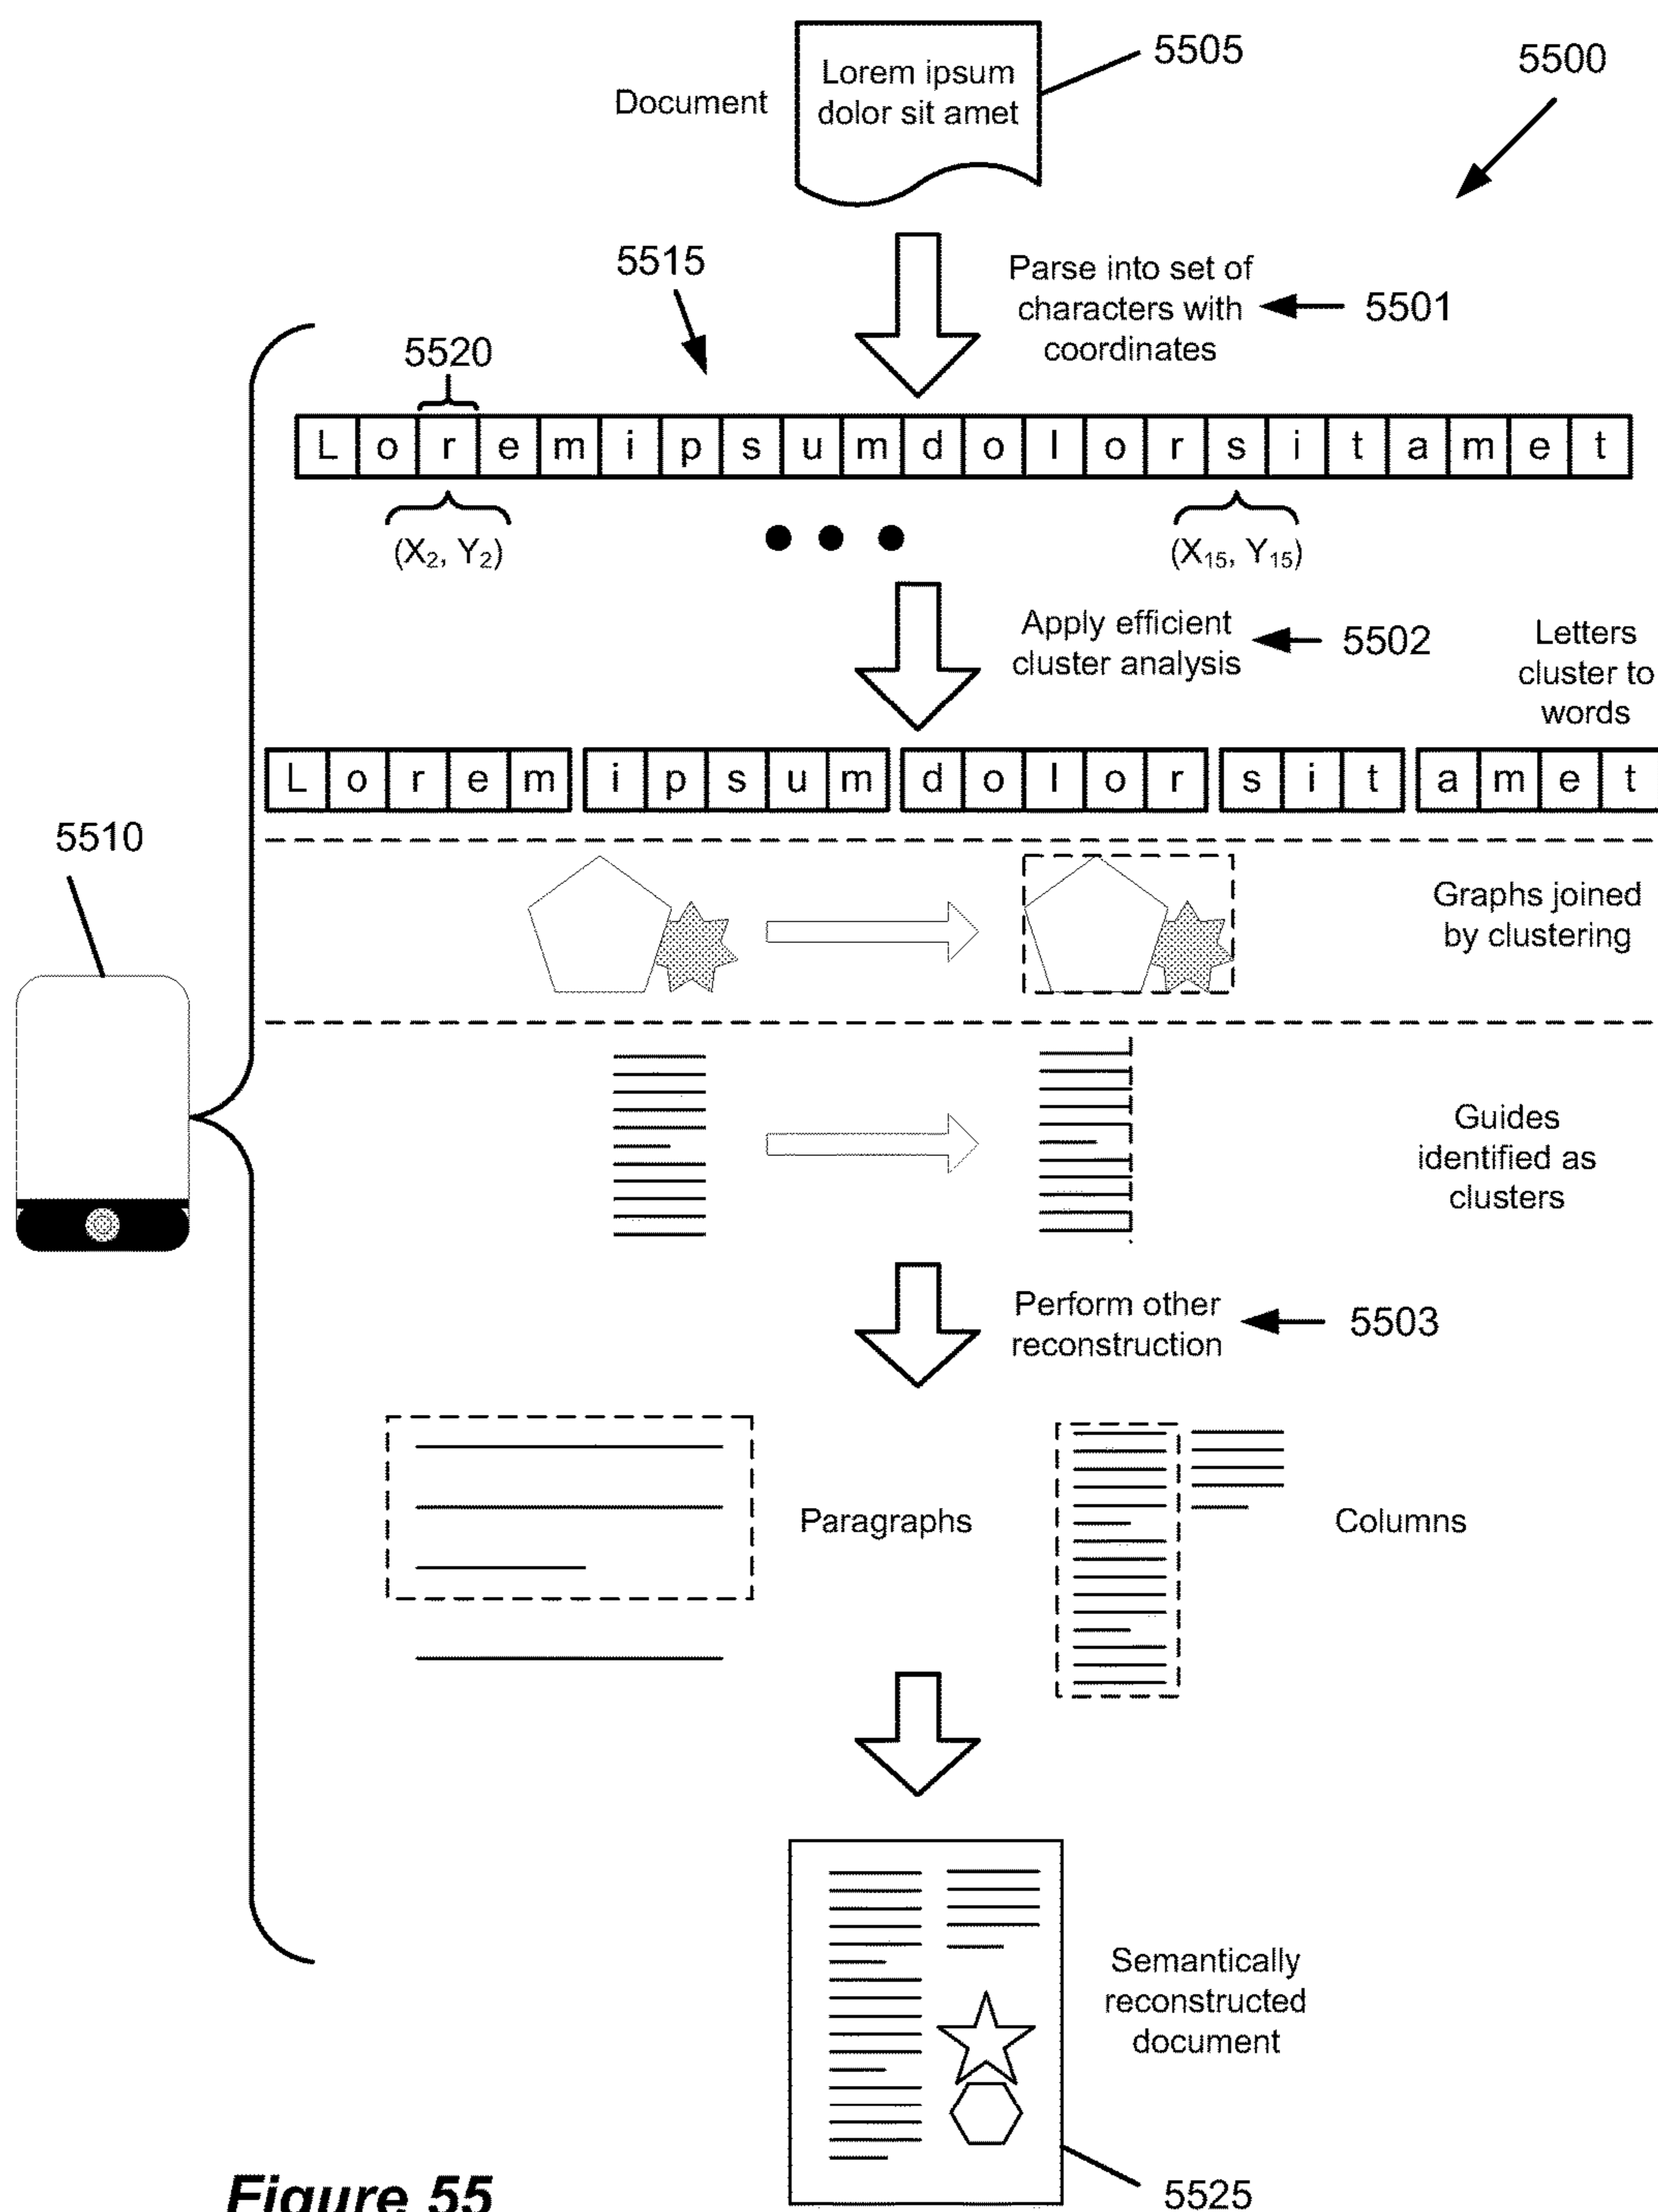 Document
Lorem ipsum
dolor sit amet
5505
5500
5515
Parse into set of
characters with
coordinates
5501
5520
L o r e m i p s u m d o l o r s i t a m e t
(X₂, Y₂)
(X₁₅, Y₁₅)
Apply efficient
cluster analysis
5502
Letters
cluster to
words
L o r e m i p s u m d o l o r s i t a m e t
5510
Graphs joined
by clustering
Guides
identified as
clusters
Perform other
reconstruction
5503
Paragraphs
Columns
Semantically
reconstructed
document
Figure 55
5525